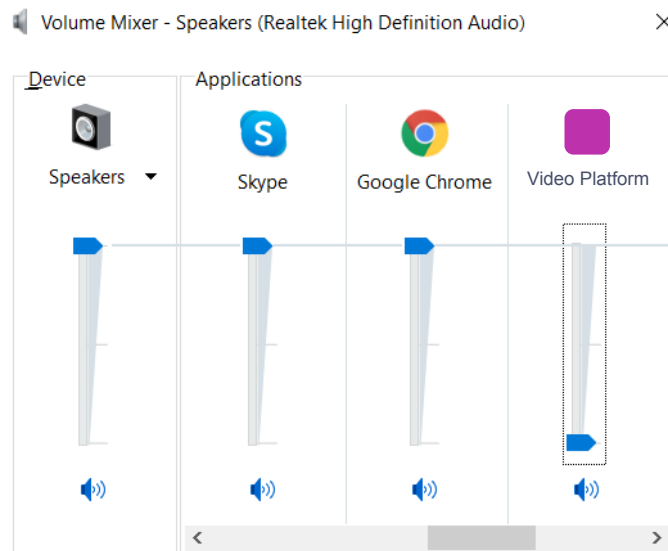 Volume Mixer - Speakers (Realtek High Definition Audio)
Device
Applications
S
Speakers
Skype
Google Chrome
Video Platform